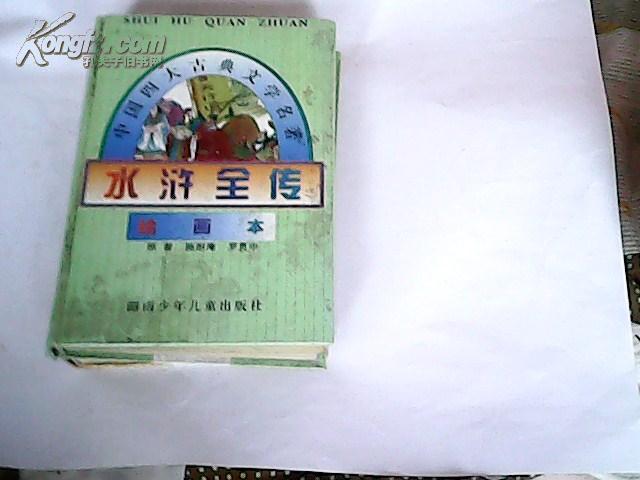 SHUI HU QUAN ZHUAN
Kongfz.com
孔夫子旧书网
中国四大古典文学名著
水浒全传
绘画本
原著 施耐庵 罗贯中
湖南少年儿童出版社